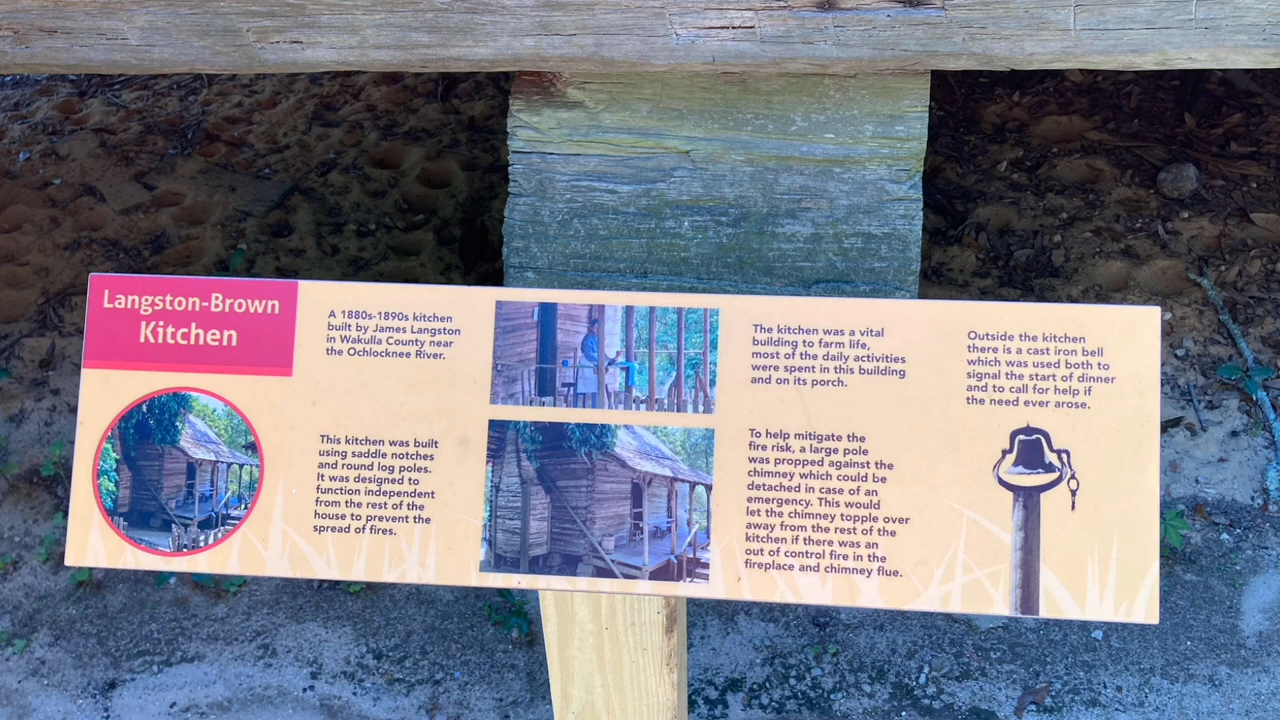 Langston-Brown
Kitchen
A 1880s-1890s kitchen
built by James Langston
in Wakulla County near
the Ochlocknee River.
This kitchen was built
using saddle notches
and round log poles.
It was designed to
function independent
from the rest of the
house to prevent the
spread of fires.
The kitchen was a vital
building to farm life,
most of the daily activities
were spent in this building
and on its porch.
To help mitigate the
fire risk, a large pole
was propped against the
chimney which could be
detached in case of an
emergency. This would
let the chimney topple over
away from the rest of the
kitchen if there was an
out of control fire in the
fireplace and chimney flue.
Outside the kitchen
there is a cast iron bell
which was used both to
signal the start of dinner
and to call for help if
the need ever arose.